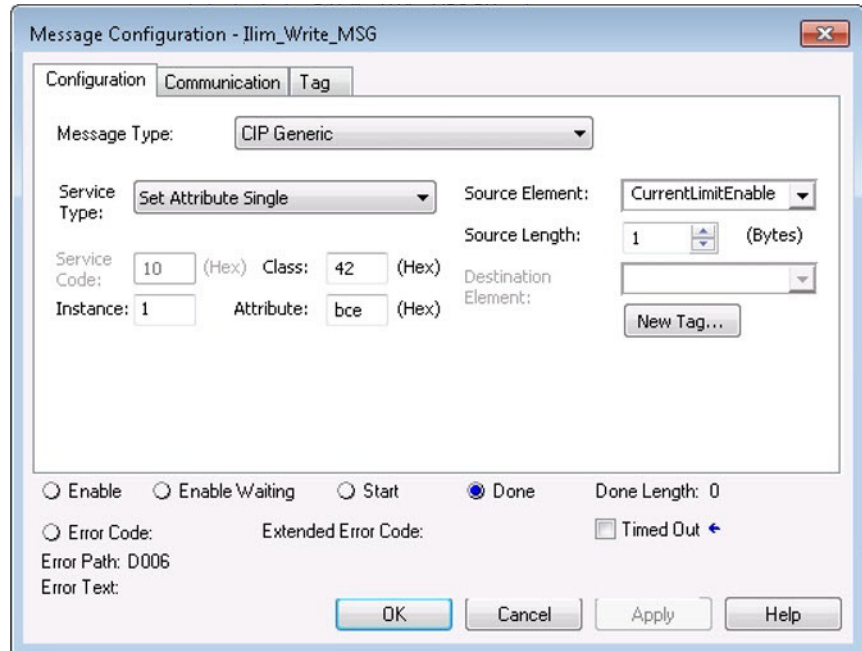 Message Configuration - Ilim_Write_MSG
Configuration Communication Tag
Message Type: CIP Generic
Service Type: Set Attribute Single Source Element: CurrentLimitEnable
Source Length: 1 (Bytes)
Service Code: 10 (Hex) Class: 42 (Hex) Destination Element:
Instance: 1 Attribute: bce (Hex) New Tag...
Enable Enable Waiting Start Done Done Length: 0
Error Code: Extended Error Code: Timed Out
Error Path: D006
Error Text:
OK Cancel Apply Help